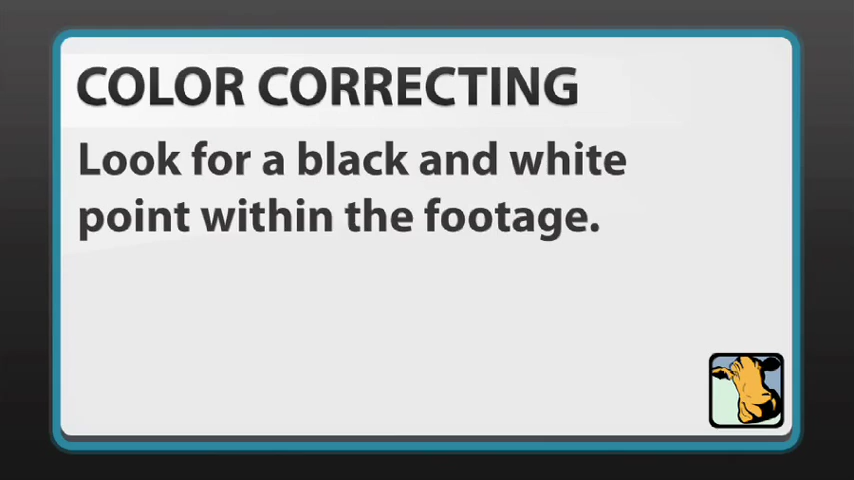 COLOR CORRECTING
Look for a black and white
point within the footage.